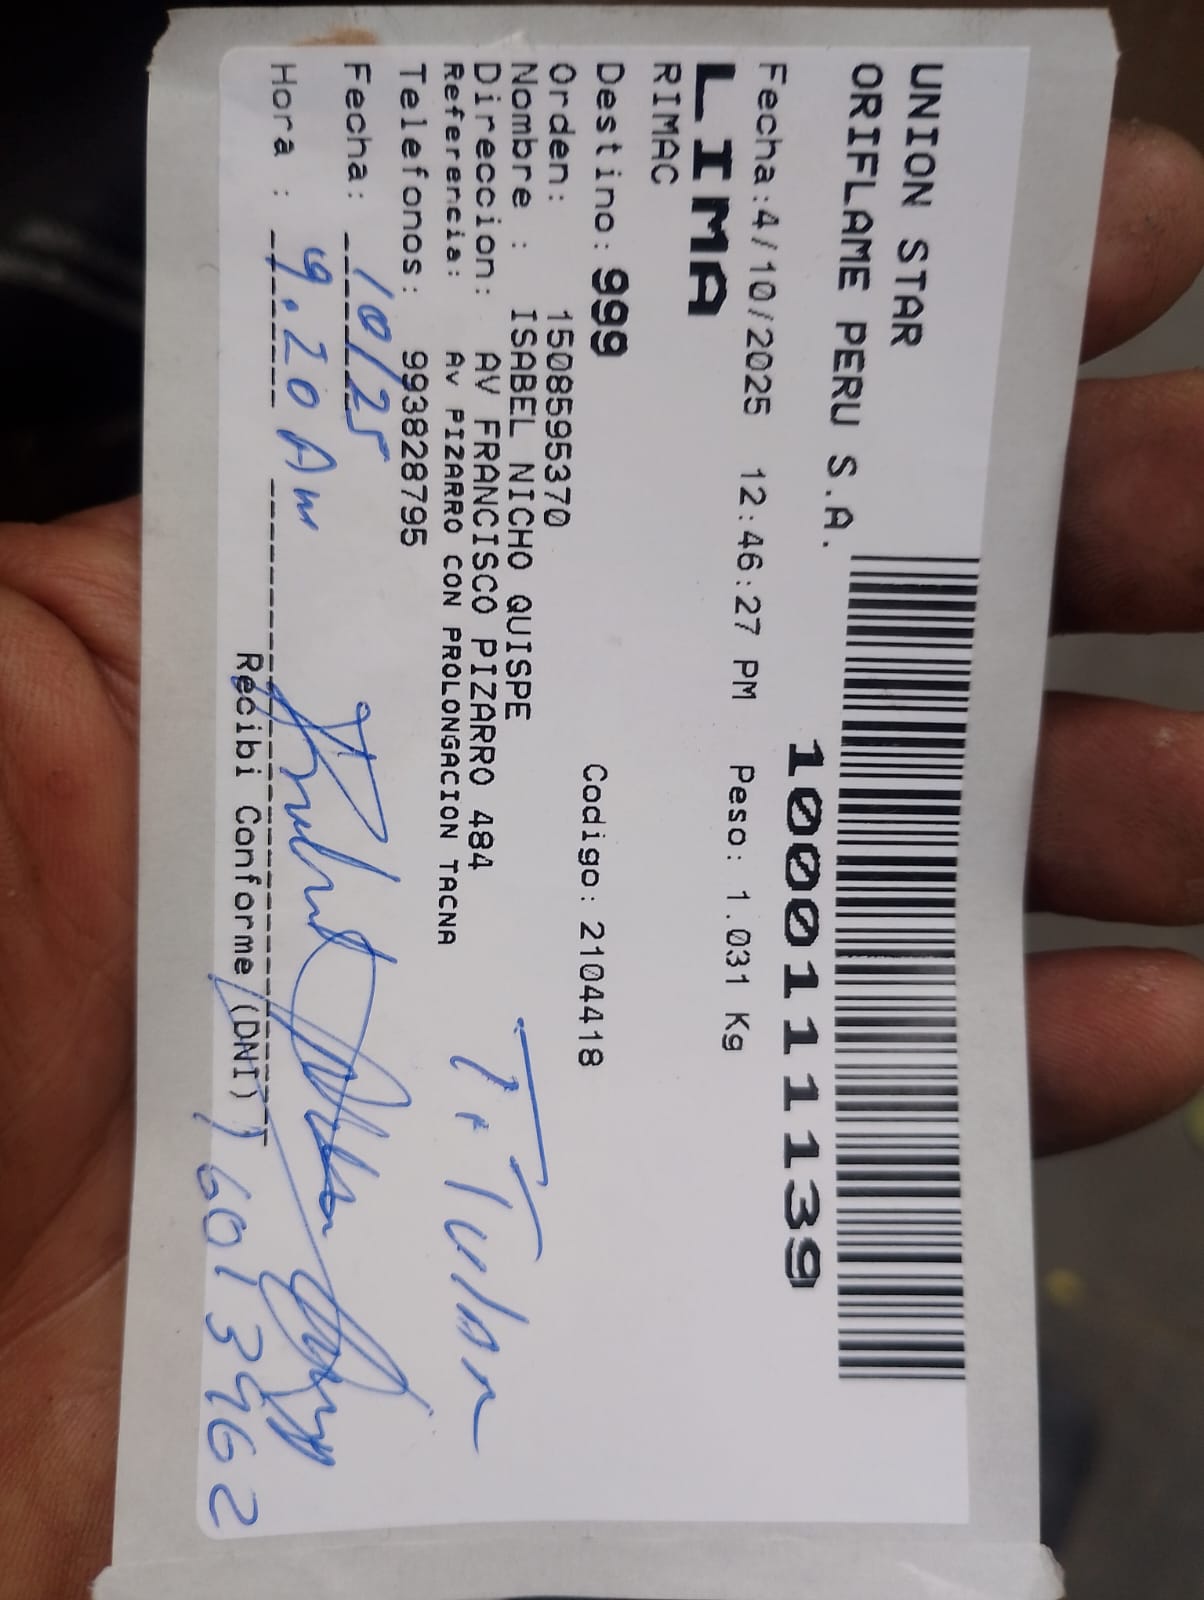 UNION STAR
ORIFLAME PERU S.A.
1000111139
Fecha:4/10/2025 12:46:27 PM Peso: 1.031 Kg
LIMA
RIMAC
Destino: 999 Codigo: 2104418
Orden: 1508595370
Nombre : ISABEL NICHO QUISPE
Direccion: AV FRANCISCO PIZARRO 484
Referencia: Av PIZARRO CON PROLONGACION TACNA
Telefonos: 993828795
Fecha: 10/25
Hora : 9.20 Am
Recibi Conforme (DNI)